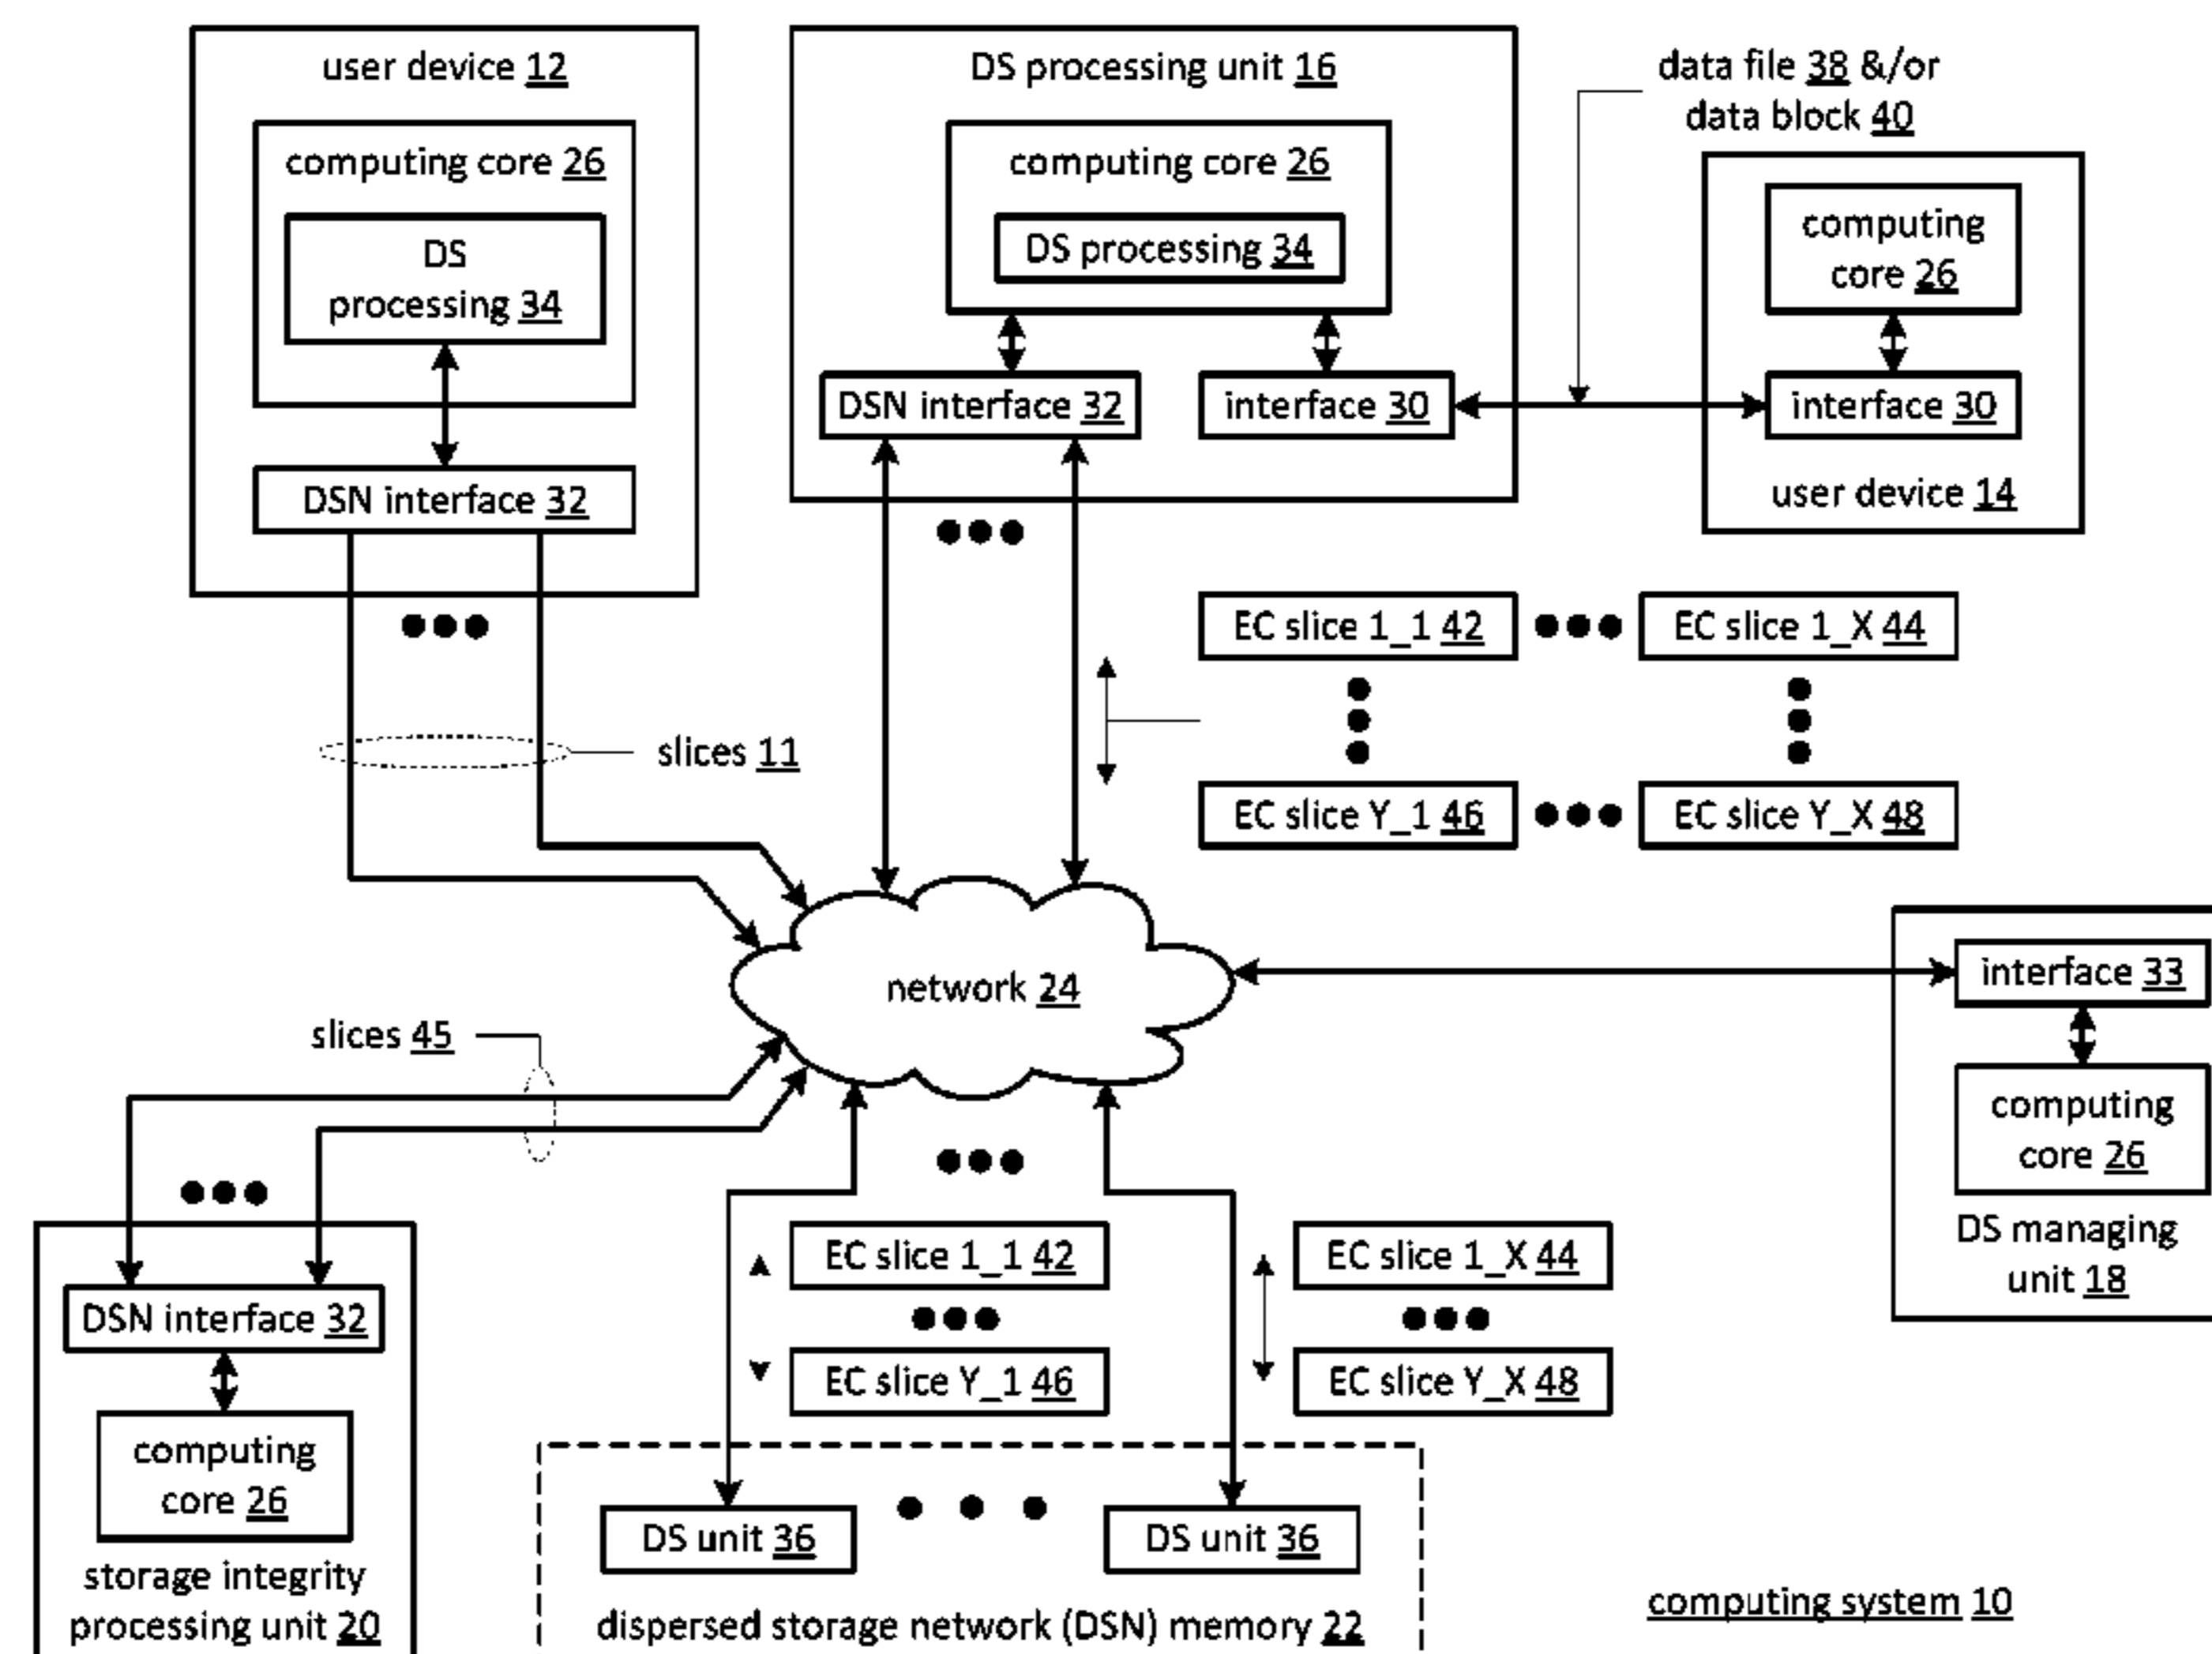 user device 12
computing core 26
DS
processing 34
DSN interface 32
slices 11
DS processing unit 16
computing core 26
DS processing 34
DSN interface 32
interface 30
data file 38 &/or
data block 40
computing
core 26
interface 30
user device 14
EC slice 1_1 42
EC slice 1_X 44
EC slice Y_1 46
EC slice Y_X 48
network 24
interface 33
computing
core 26
DS managing
unit 18
slices 45
DSN interface 32
computing
core 26
storage integrity
processing unit 20
EC slice 1_1 42
EC slice 1_X 44
EC slice Y_1 46
EC slice Y_X 48
DS unit 36
DS unit 36
dispersed storage network (DSN) memory 22
computing system 10